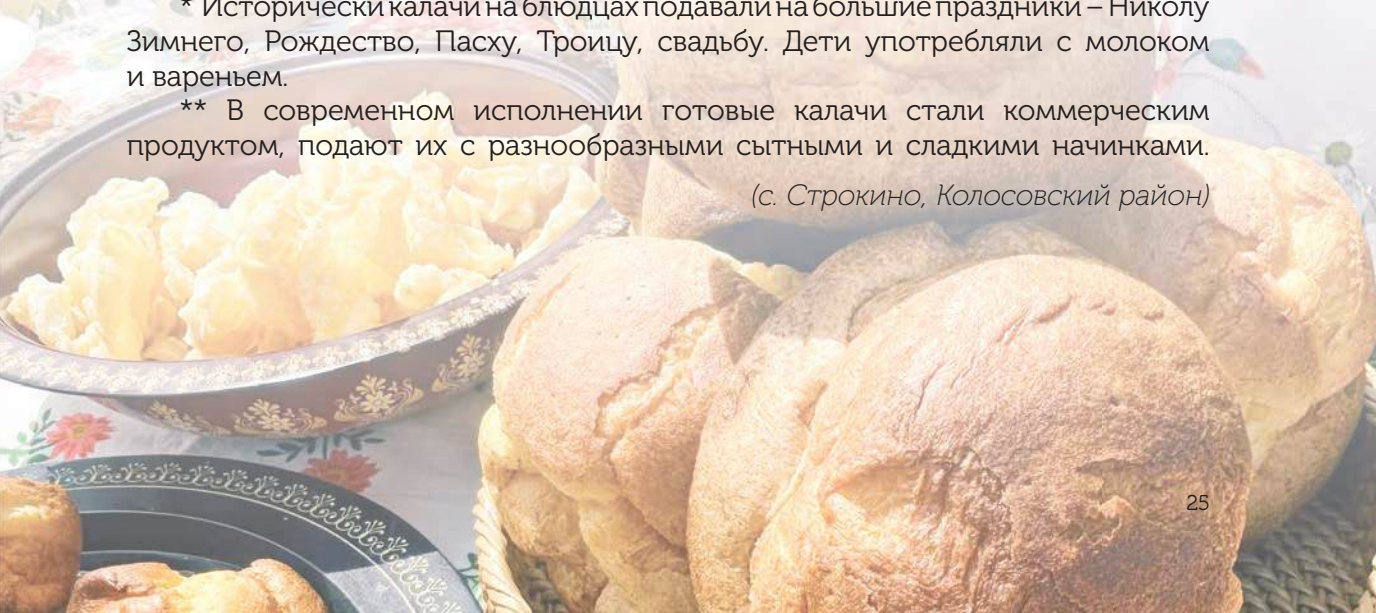 * Исторически калачи на блюдцах подавали на большие праздники – Николу
Зимнего, Рождество, Пасху, Троицу, свадьбу. Дети употребляли с молоком
и вареньем.
** В современном исполнении готовые калачи стали коммерческим
продуктом, подают их с разнообразными сытными и сладкими начинками.
(с. Строкино, Колосовский район)
25